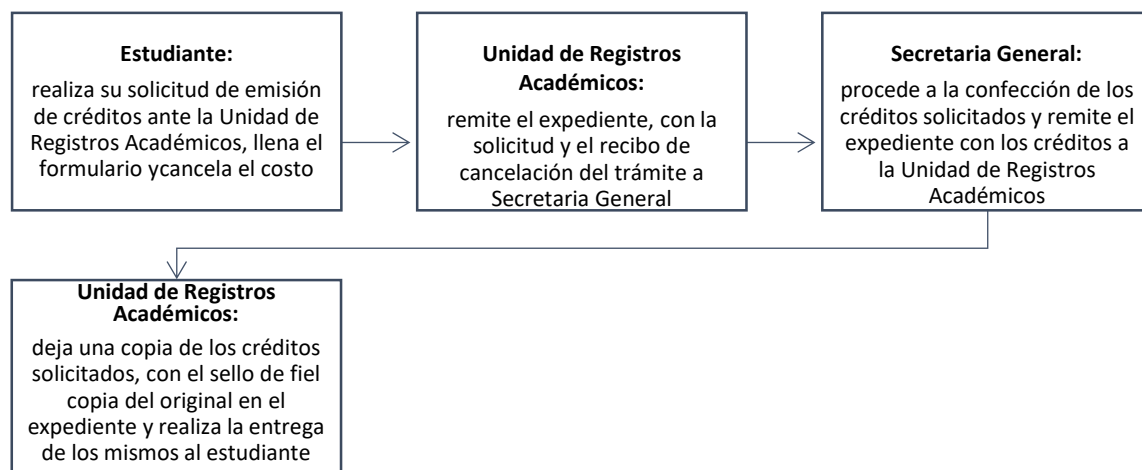 Estudiante:
realiza su solicitud de emisión
de créditos ante la Unidad de
Registros Académicos, llena el
formulario ycancela el costo
Unidad de Registros
Académicos:
remite el expediente, con la
solicitud y el recibo de
cancelación del trámite a
Secretaria General
Secretaria General:
procede a la confección de los
créditos solicitados y remite el
expediente con los créditos a
la Unidad de Registros
Académicos
Unidad de Registros
Académicos:
deja una copia de los créditos
solicitados, con el sello de fiel
copia del original en el
expediente y realiza la entrega
de los mismos al estudiante